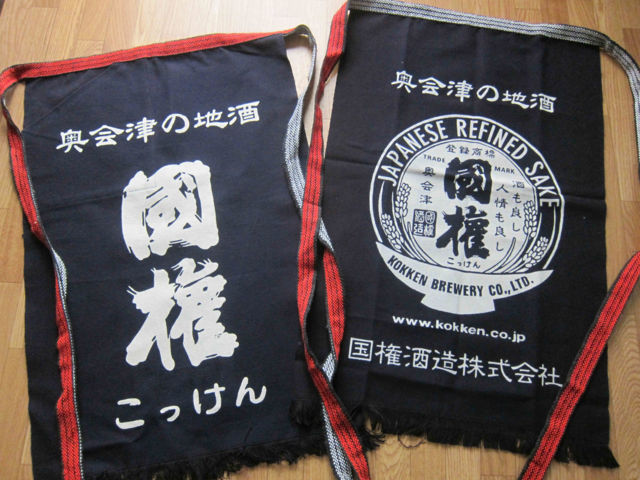 奥会津の地酒
國権
こっけん
奥会津の地酒
JAPANESE REFINED SAKE
登録商標
TRADE MARK
酒も良し
人情も良し
國権
奥会津
こっけん
KOKKEN BREWERY CO.,LTD.
www.kokken.co.jp
国権酒造株式会社